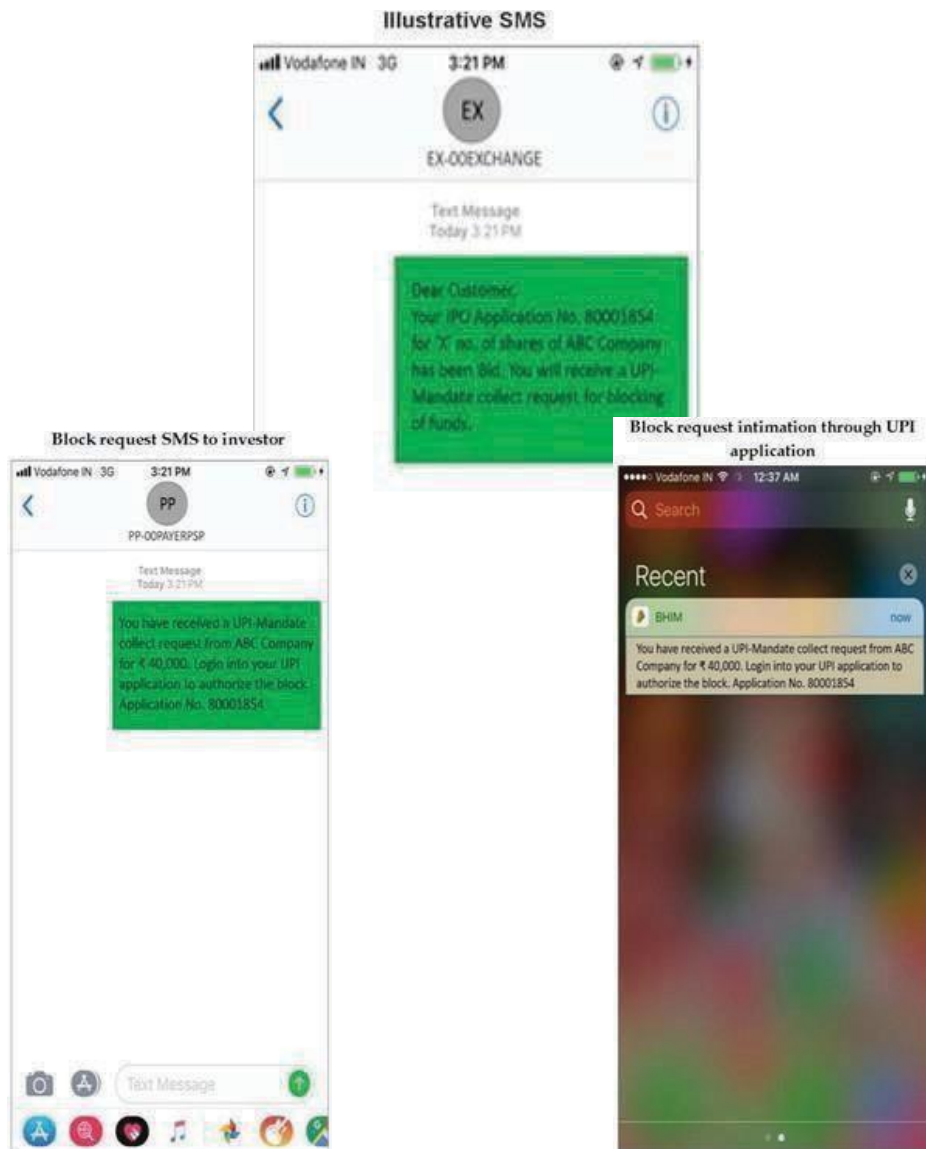 Illustrative SMS
Vodafone IN 3G 3:21 PM
EX
EX-OOEXCHANGE
Text Message
Today 3:21 PM
Dear Customer,
Your IPO Application No. 80001854
for 'X' no. of shares of ABC Company
has been Bid. You will receive a UPI-
Mandate collect request for blocking
of funds.
Block request SMS to investor
Vodafone IN 3G 3:21 PM
PP
PP-OOPAYERPSP
Text Message
Today 3:21 PM
You have received a UPI-Mandate
collect request from ABC Company
for ₹ 40,000. Login into your UPI
application to authorize the block.
Application No. 80001854
Text Message
Block request intimation through UPI
application
Vodafone IN 12:37 AM
Search
Recent
BHIM now
You have received a UPI-Mandate collect request from ABC
Company for ₹ 40,000. Login into your UPI application to
authorize the block. Application No. 80001854